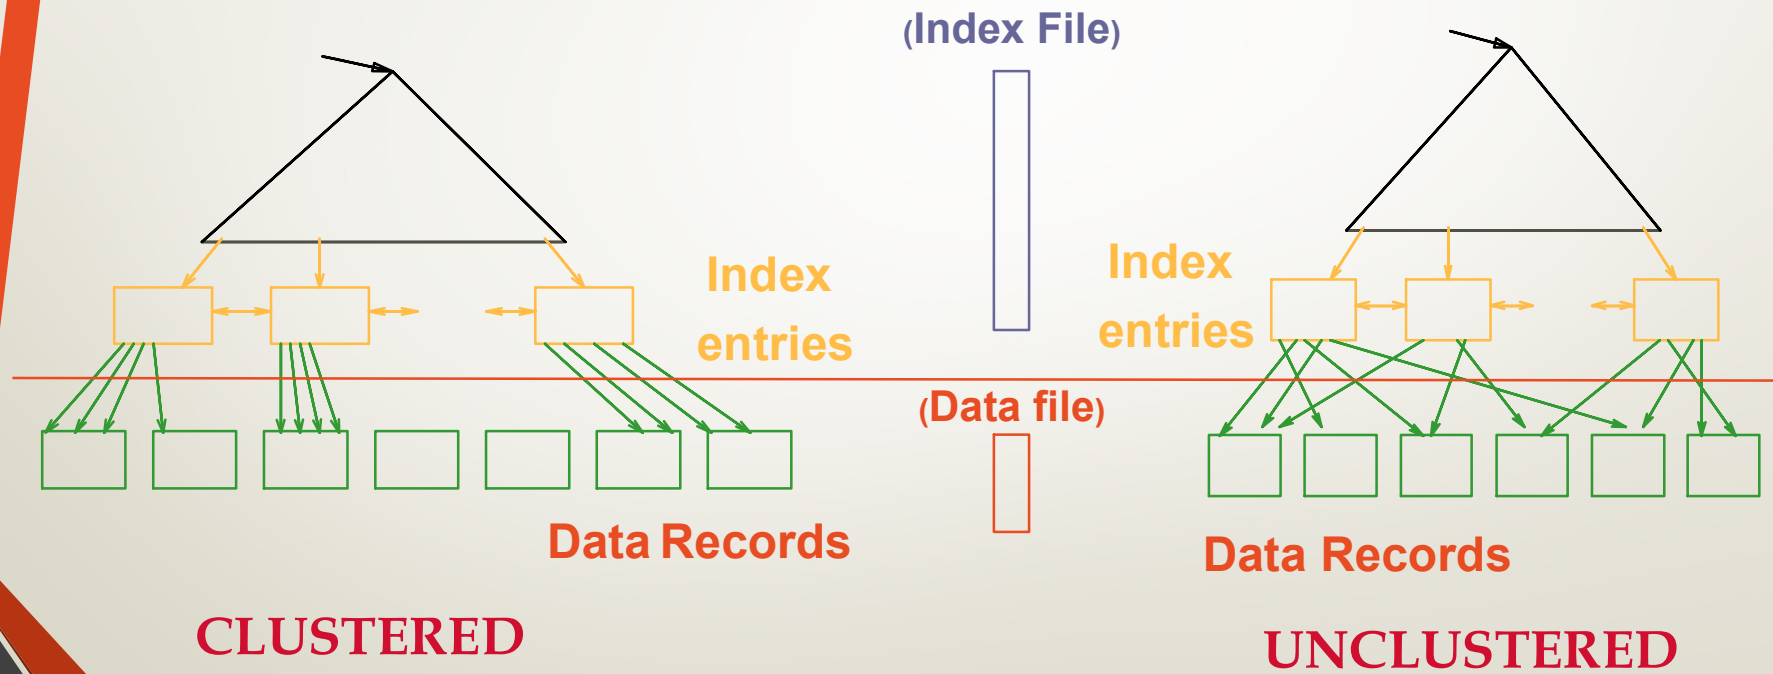 (Index File)
Index
entries
Index
entries
(Data file)
Data Records
Data Records
CLUSTERED
UNCLUSTERED